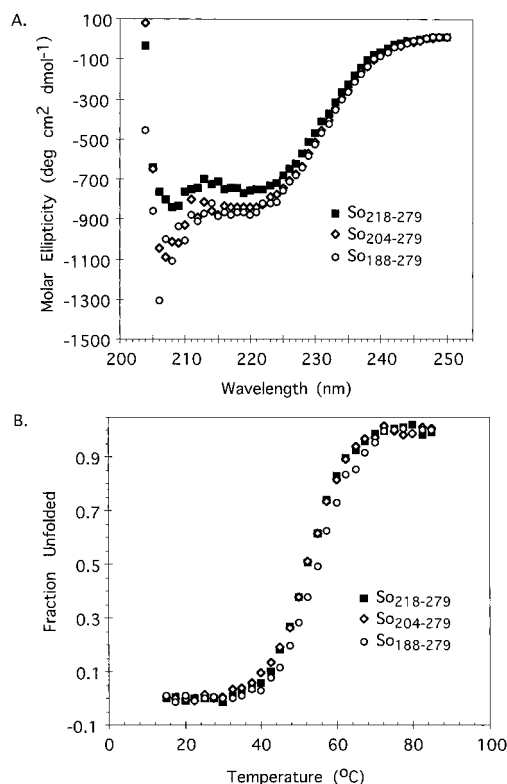 A.
100
-100
-300
-500
-700
-900
-1100
-1300
-1500
Molar Ellipticity (deg cm2 dmol-1)
So218-279
So204-279
So188-279
200 210 220 230 240 250
Wavelength (nm)
B.
0.9
0.7
0.5
0.3
0.1
-0.1
Fraction Unfolded
So218-279
So204-279
So188-279
0 20 40 60 80 100
Temperature (OC)